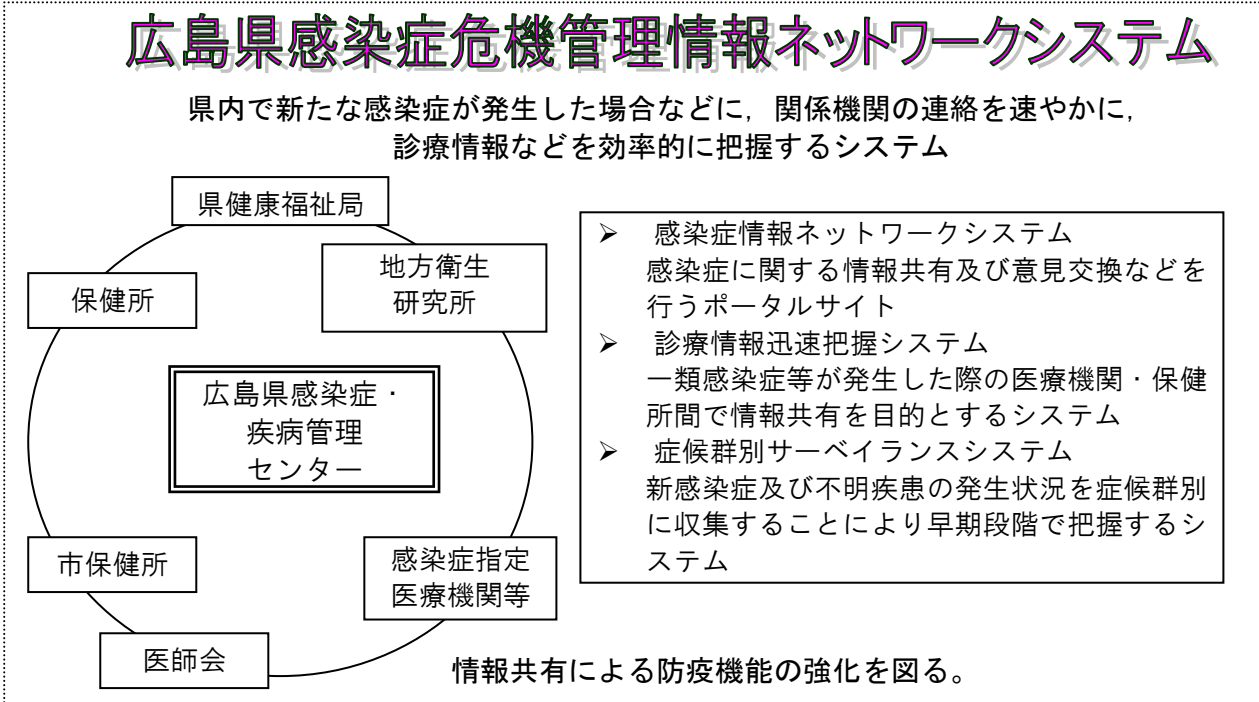 広島県感染症危機管理情報ネットワークシステム
県内で新たな感染症が発生した場合などに，関係機関の連絡を速やかに，
診療情報などを効率的に把握するシステム
県健康福祉局
地方衛生
研究所
保健所
広島県感染症・
疾病管理
センター
市保健所
感染症指定
医療機関等
医師会
➢ 感染症情報ネットワークシステム
感染症に関する情報共有及び意見交換などを
行うポータルサイト
➢ 診療情報迅速把握システム
一類感染症等が発生した際の医療機関・保健
所間で情報共有を目的とするシステム
➢ 症候群別サーベイランスシステム
新感染症及び不明疾患の発生状況を症候群別
に収集することにより早期段階で把握するシ
ステム
情報共有による防疫機能の強化を図る。